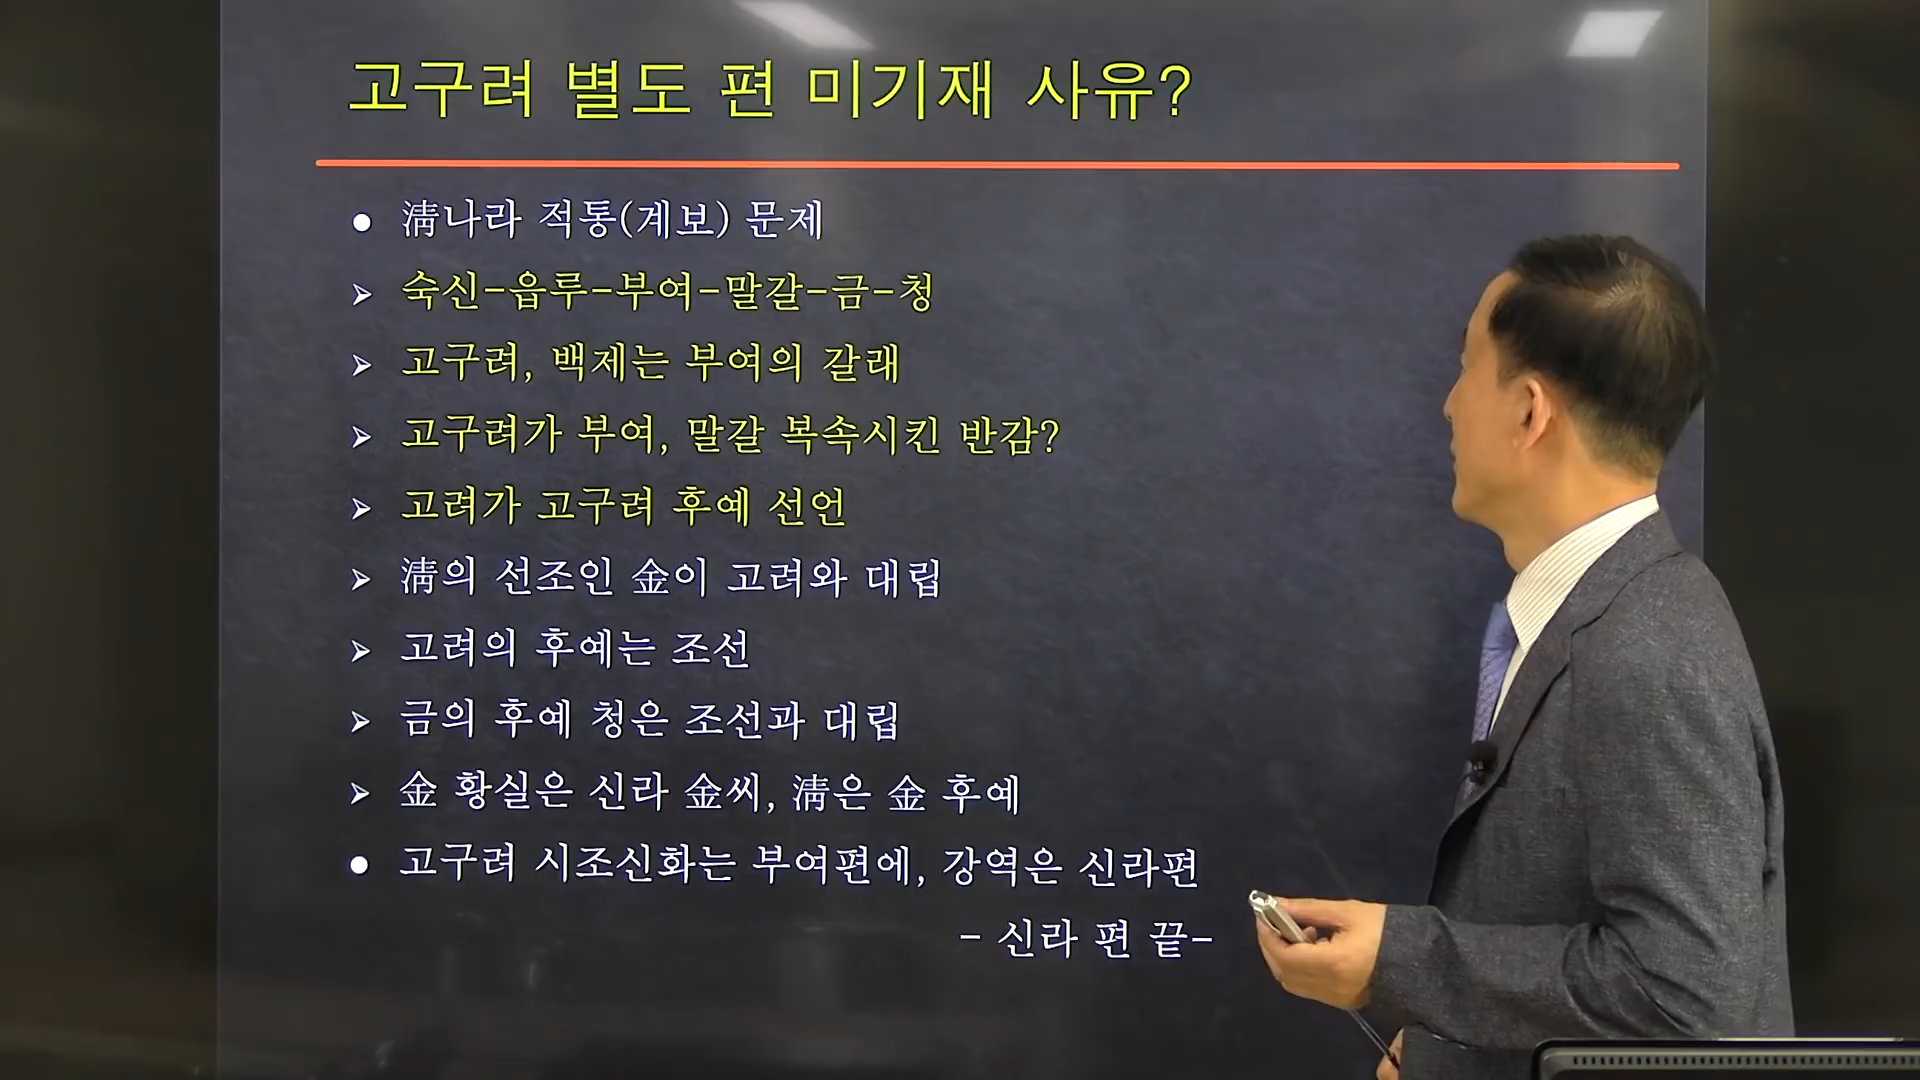 고구려 별도 편 미기재 사유?
● 淸나라 적통(계보) 문제
➢ 숙신-읍루-부여-말갈-금-청
➢ 고구려, 백제는 부여의 갈래
➢ 고구려가 부여, 말갈 복속시킨 반감?
➢ 고려가 고구려 후예 선언
➢ 淸의 선조인 金이 고려와 대립
➢ 고려의 후예는 조선
➢ 금의 후예 청은 조선과 대립
➢ 金 황실은 신라 金씨, 淸은 金 후예
● 고구려 시조신화는 부여편에, 강역은 신라편
- 신라 편 끝-